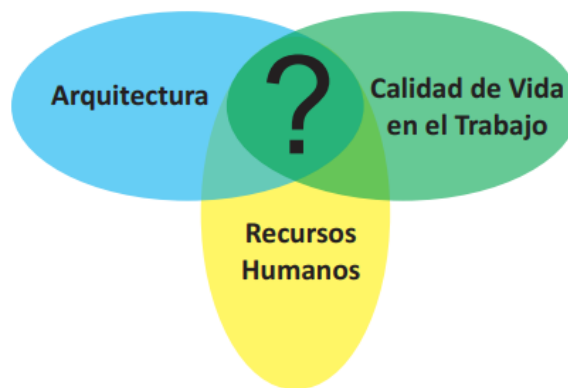 Arquitectura
?
Calidad de Vida
en el Trabajo
Recursos
Humanos